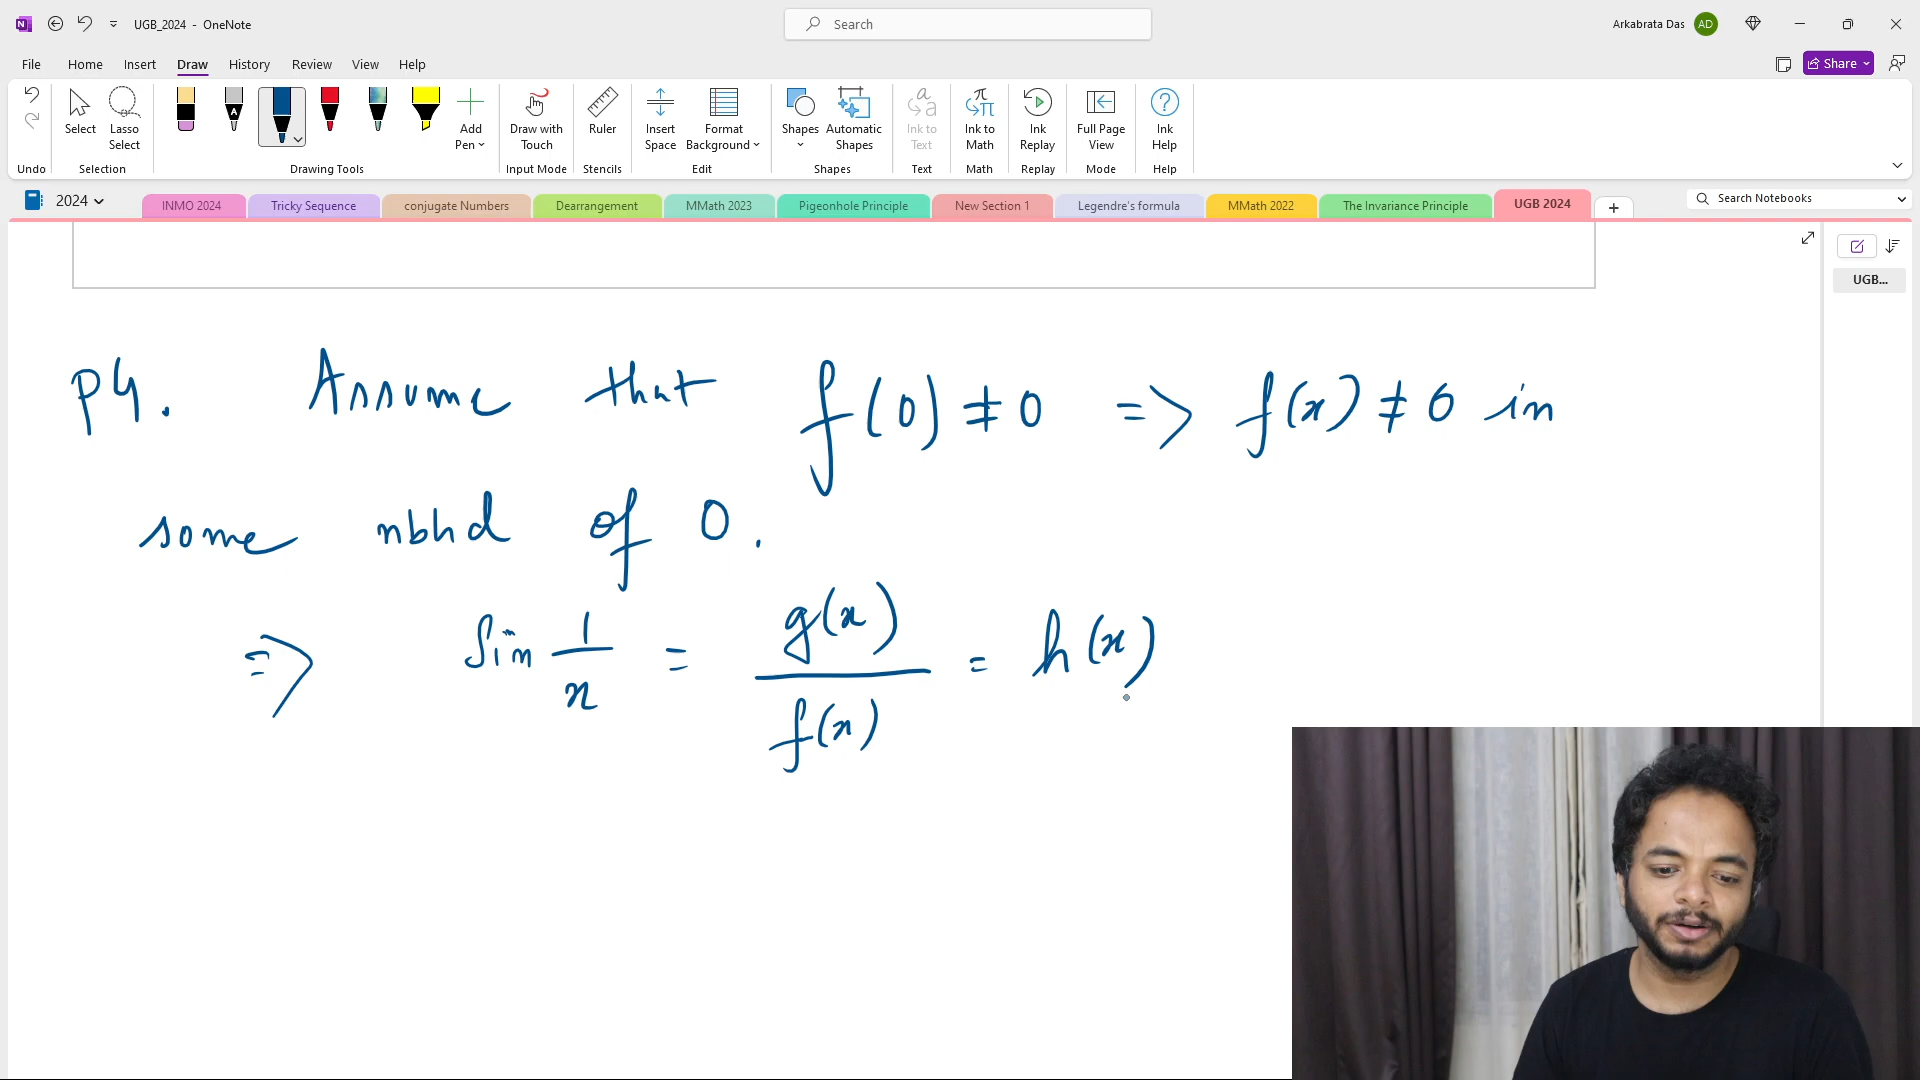 UGB_2024 - OneNote
Search
Arkabrata Das AD
File Home Insert Draw History Review View Help
Share
Select
Lasso Select
A
Add Pen
Draw with Touch
Ruler
Insert Space
Format Background
Shapes
Automatic Shapes
Ink to Text
Ink to Math
Ink Replay
Full Page View
Ink Help
Undo Selection Drawing Tools Input Mode Stencils Edit Shapes Text Math Replay Mode Help
2024 INMO 2024 Tricky Sequence conjugate Numbers Dearrangement MMath 2023 Pigeonhole Principle New Section 1 Legendre's formula MMath 2022 The Invariance Principle UGB 2024 + Search Notebooks
UGB...
P4. Assume that f(0) ≠ 0 => f(x) ≠ 0 in
some nbhd of 0.
=> Sin 1/x = g(x)/f(x) = h(x)